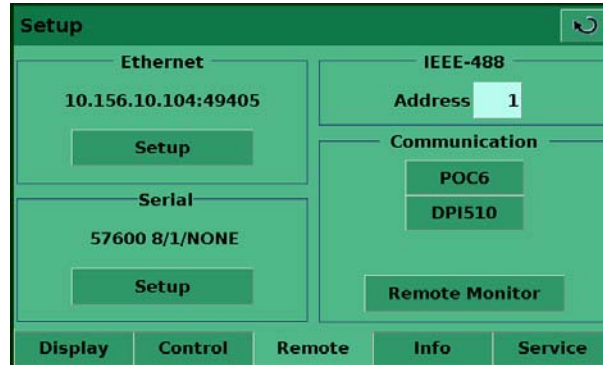 Setup
Ethernet
10.156.10.104:49405
Setup
Serial
57600 8/1/NONE
Setup
IEEE-488
Address 1
Communication
POC6
DPI510
Remote Monitor
Display Control Remote Info Service